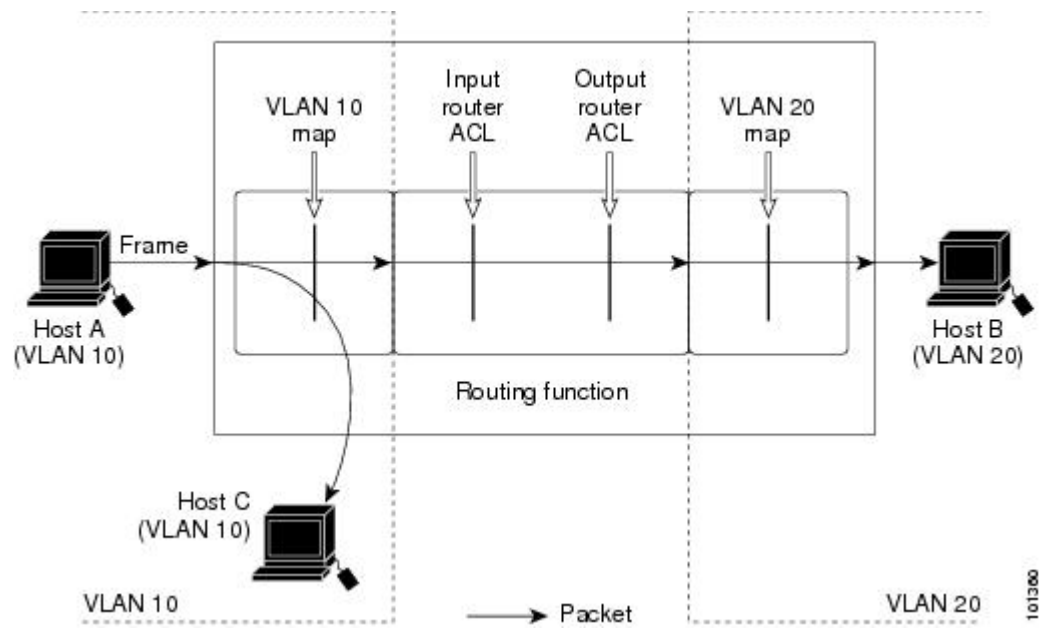 VLAN 10
map
Input
router
ACL
Output
router
ACL
VLAN 20
map
Frame
Host A
(VLAN 10)
Host B
(VLAN 20)
Routing function
Host C
(VLAN 10)
VLAN 10
Packet
VLAN 20
101360